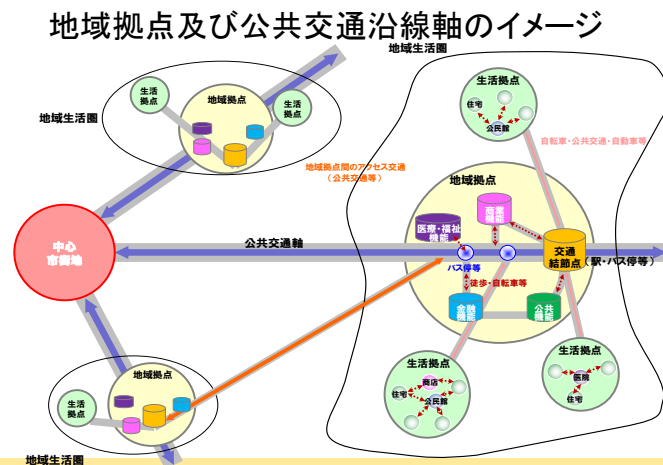 地域拠点及び公共交通沿線軸のイメージ
地域生活圏
生活
拠点
地域拠点
生活
拠点
地域生活圏
地域拠点間のアクセス交通
（公共交通等）
生活拠点
住宅
公民館
自転車・公共交通・自動車等
地域拠点
商業
機能
医療・福祉
機能
中心
市街地
公共交通軸
交通
結節点
（駅・バス停等）
バス停等
徒歩・自転車等
金融
機能
公共
機能
生活拠点
商店
住宅
公民館
生活拠点
医院
住宅
地域拠点
生活
拠点
地域生活圏